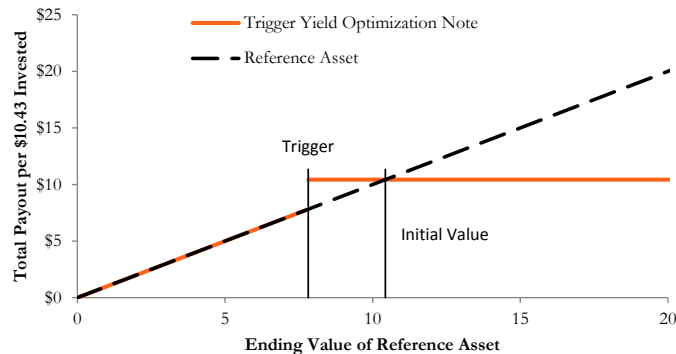 $25
Trigger Yield Optimization Note
$20
Reference Asset
$15
Trigger
$10
$5
Initial Value
$0
0
5
10
15
20
Total Payout per $10.43 Invested
Ending Value of Reference Asset